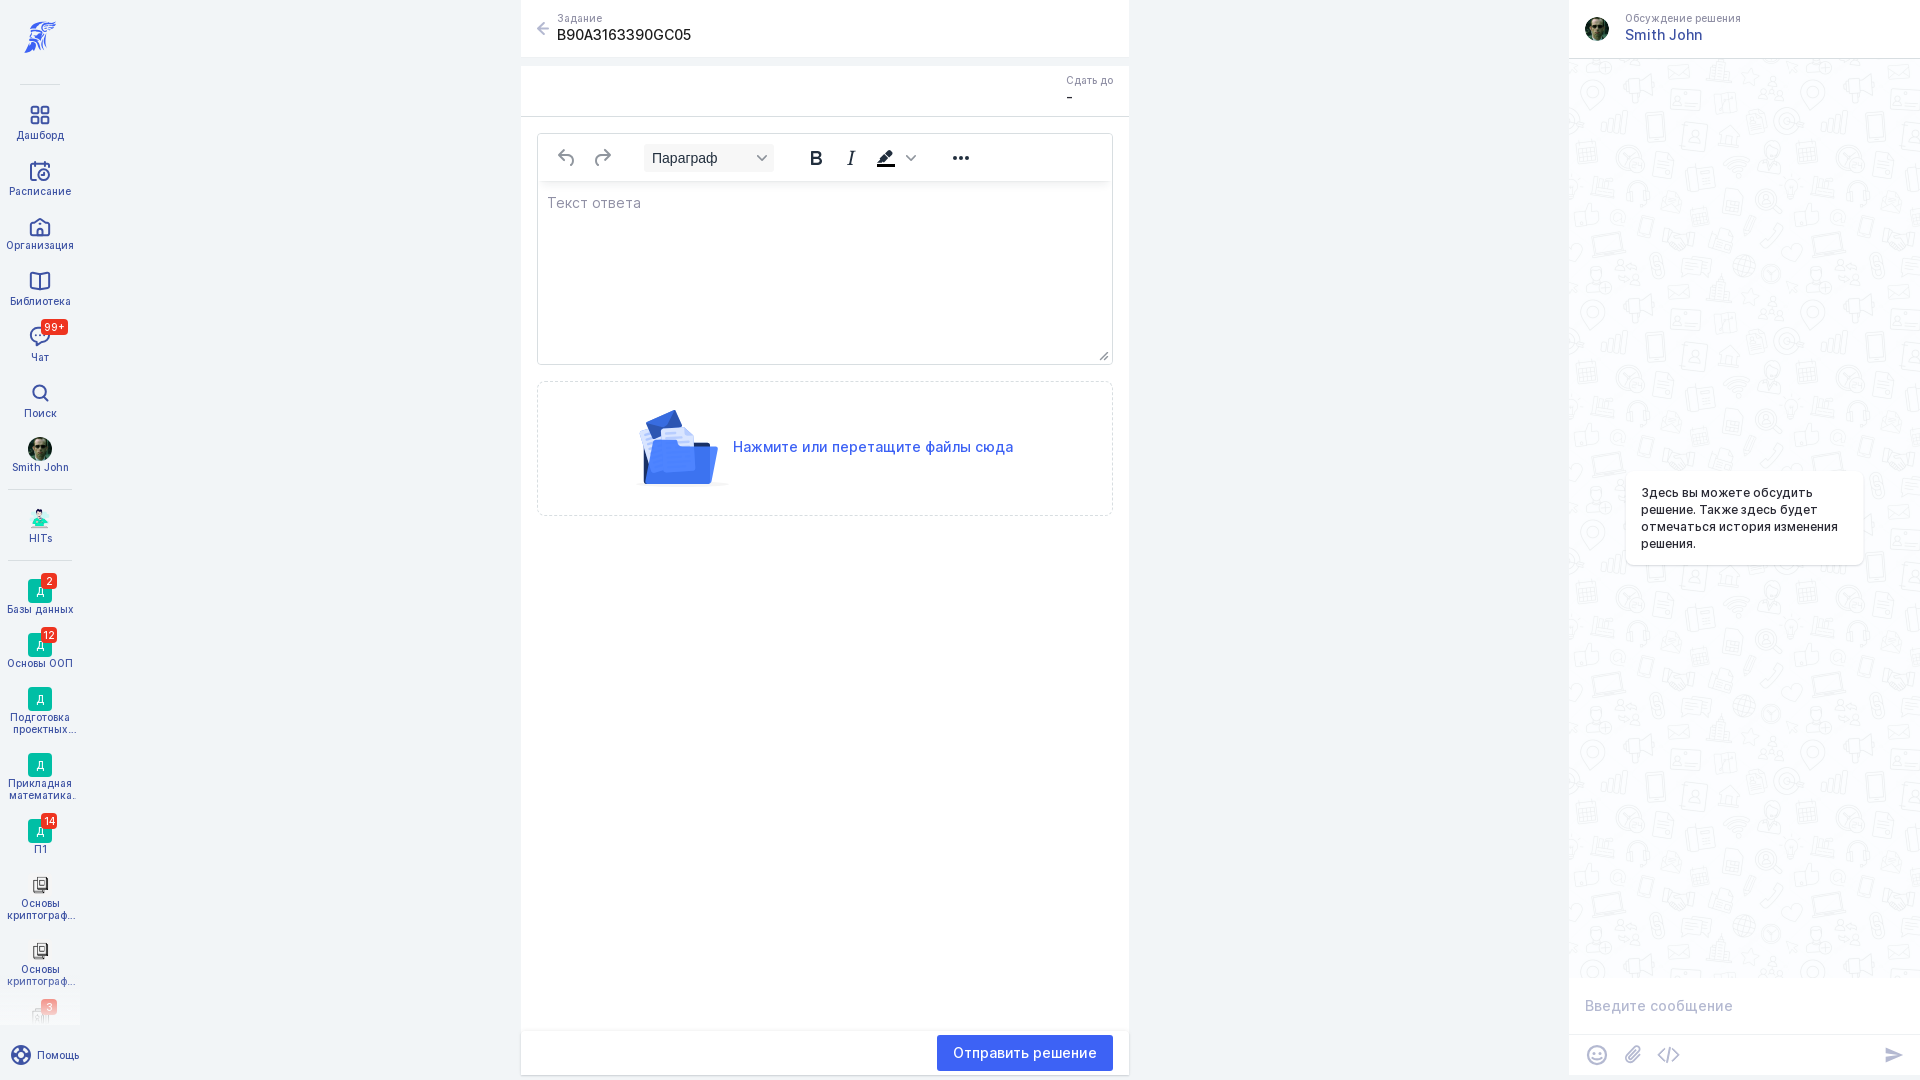 Дашборд
Расписание
Организация
Библиотека
99+
Чат
Поиск
Smith John
HITs
2
Д
Базы данных
12
Д
Основы ООП
Д
Подготовка
проектных...
Д
Прикладная
математика.
14
Д
П1
Основы
криптограф...
Основы
криптограф...
3
Помощь
Задание
B90A3163390GC05
Сдать до
-
Параграф
B I
Текст ответа
Нажмите или перетащите файлы сюда
Отправить решение
Обсуждение решения
Smith John
Здесь вы можете обсудить
решение. Также здесь будет
отмечаться история изменения
решения.
Введите сообщение